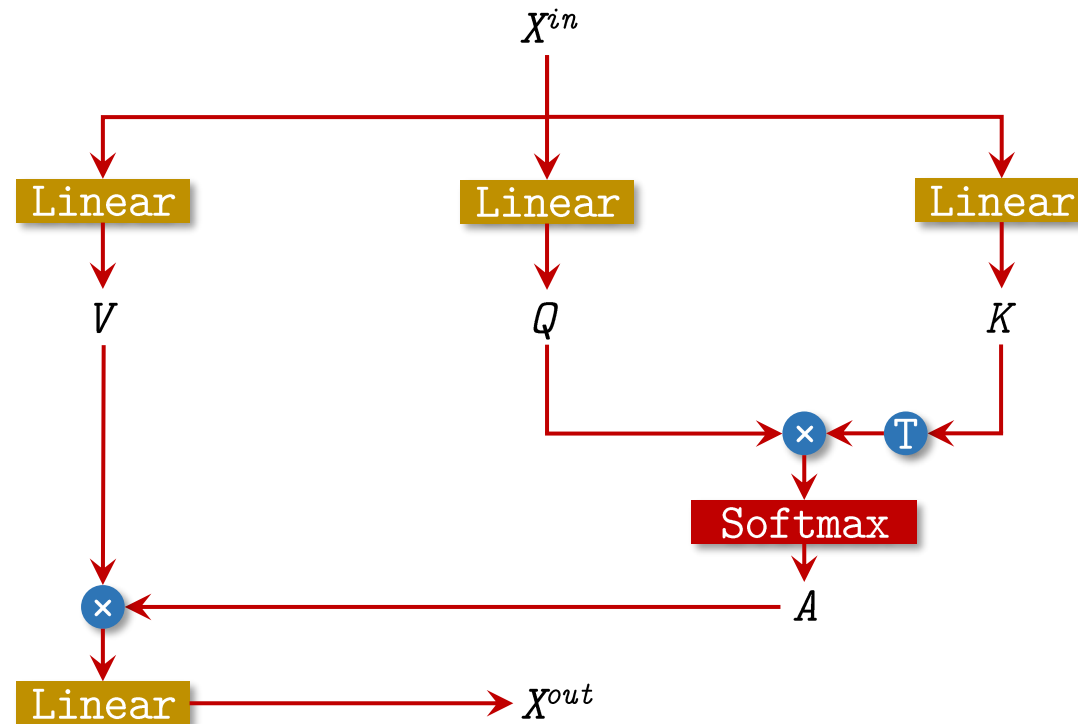 X^in
Linear Linear Linear
V Q K
× T
Softmax
× A
Linear X^out